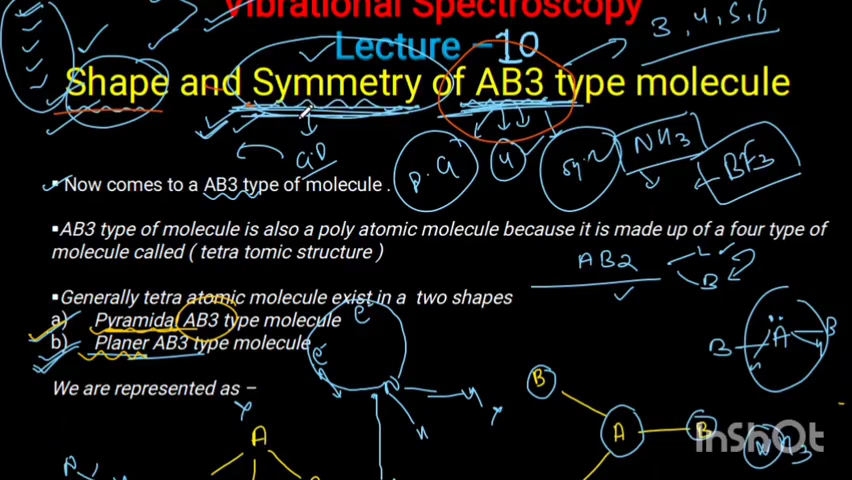 Vibrational Spectroscopy
Lecture -10
3, 4, 5, 6
Shape and Symmetry of AB3 type molecule
NH3
BF3
4
▪Now comes to a AB3 type of molecule .
▪AB3 type of molecule is also a poly atomic molecule because it is made up of a four type of
molecule called ( tetra tomic structure )
AB2
L
B
▪Generally tetra atomic molecule exist in a two shapes
a) Pyramidal AB3 type molecule
b) Planer AB3 type molecule
We are represented as –
B A B
B
A
A B
InShOt